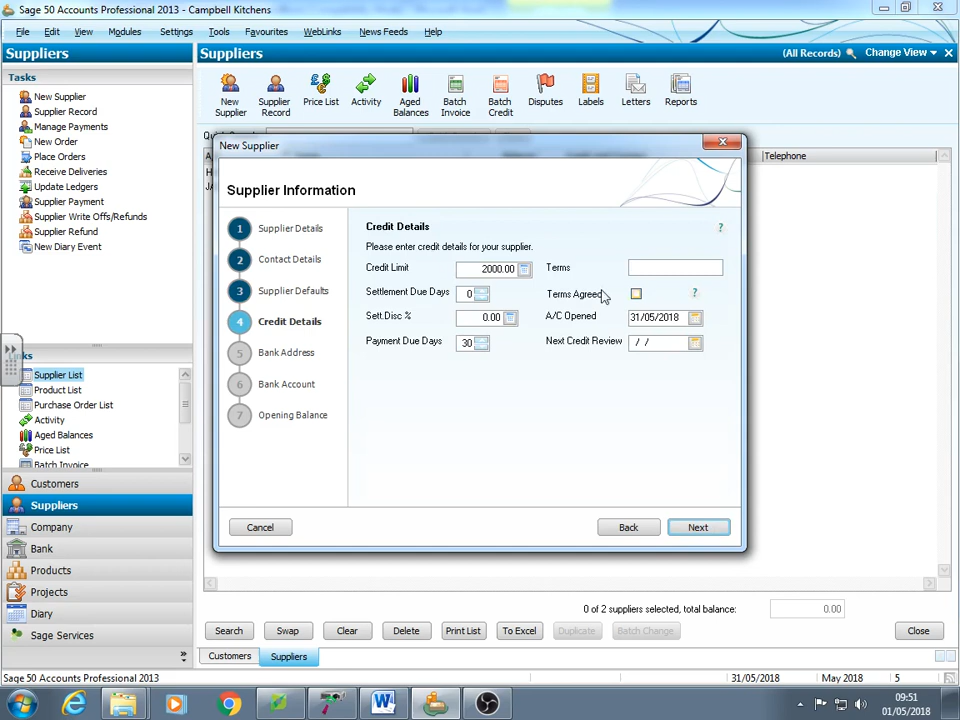 Sage 50 Accounts Professional 2013 - Campbell Kitchens
File Edit View Modules Settings Tools Favourites WebLinks News Feeds Help
Suppliers
Suppliers
(All Records) Change View
Tasks
New Supplier
Supplier Record
Manage Payments
New Order
Place Orders
Receive Deliveries
Update Ledgers
Supplier Payment
Supplier Write Offs/Refunds
Supplier Refund
New Diary Event
New Supplier
Supplier Record
Price List
Activity
Aged Balances
Batch Invoice
Batch Credit
Disputes
Labels
Letters
Reports
Telephone
New Supplier
Supplier Information
1 Supplier Details
2 Contact Details
3 Supplier Defaults
4 Credit Details
5 Bank Address
6 Bank Account
7 Opening Balance
Credit Details
?
Please enter credit details for your supplier.
Credit Limit 2000.00 Terms
Settlement Due Days 0 Terms Agreed ?
Sett.Disc % 0.00 A/C Opened 31/05/2018
Payment Due Days 30 Next Credit Review / /
Cancel Back Next
Supplier List
Product List
Purchase Order List
Activity
Aged Balances
Price List
Batch Invoice
Customers
Suppliers
Company
Bank
Products
Projects
Diary
Sage Services
0 of 2 suppliers selected, total balance: 0.00
Search Swap Clear Delete Print List To Excel Duplicate Batch Change Close
Customers Suppliers
Sage 50 Accounts Professional 2013 31/05/2018 May 2018 5
09:51
01/05/2018